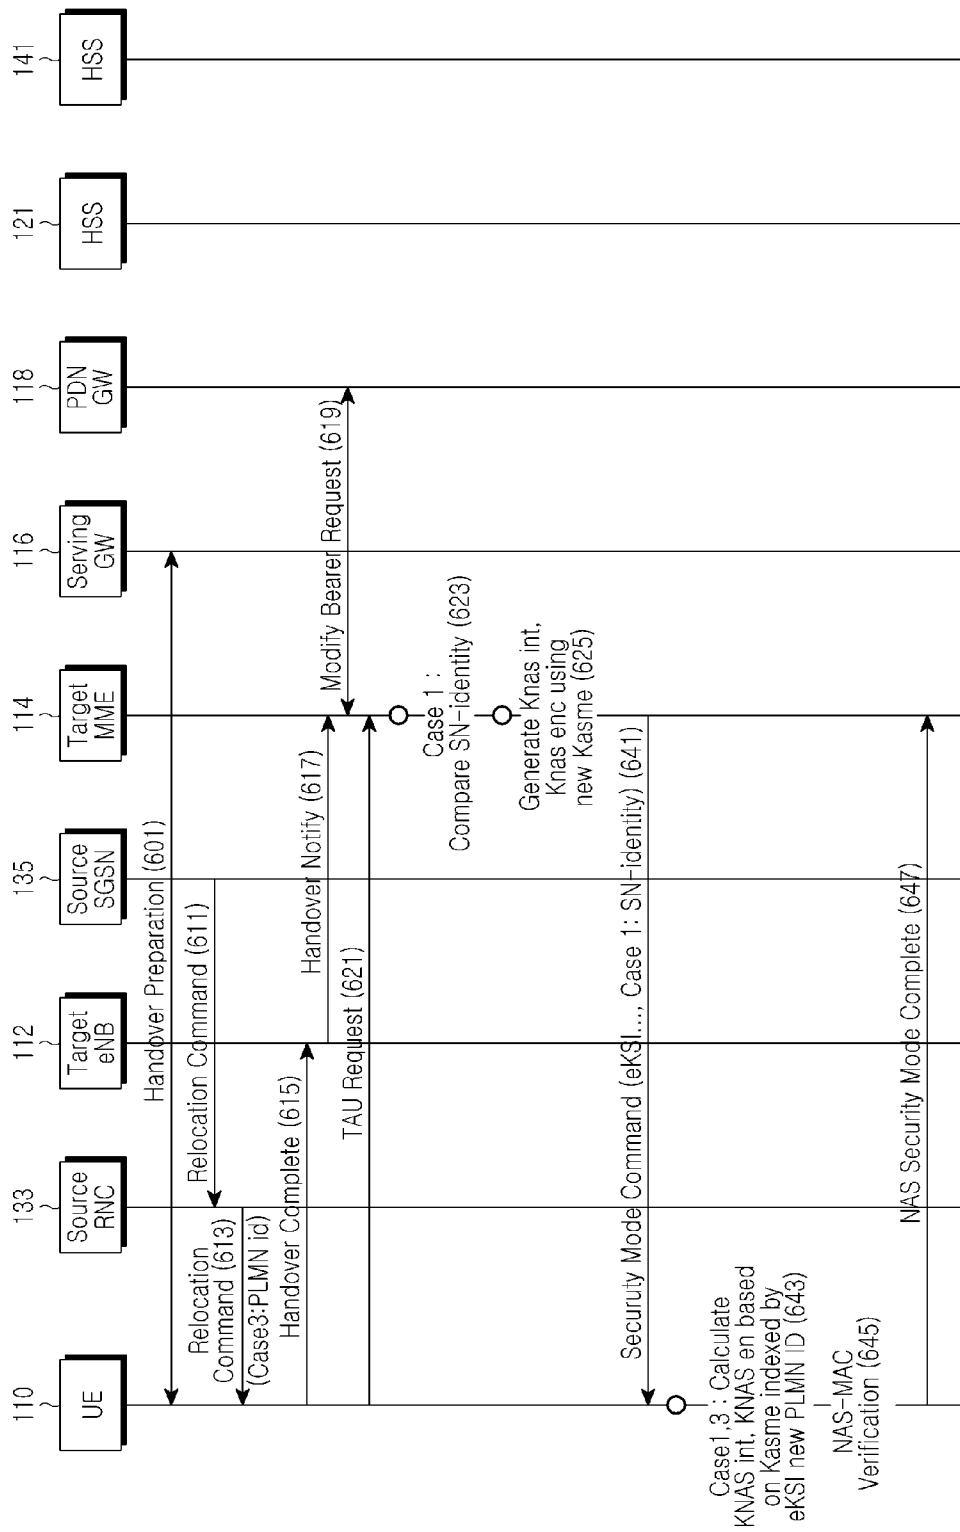 110
UE
133
Source
RNC
112
Target
eNB
135
Source
SGSN
114
Target
MME
116
Serving
GW
118
PDN
GW
121
HSS
141
HSS
Handover Preparation (601)
Relocation Command (611)
Relocation
Command (613)
(Case3:PLMN id)
Handover Complete (615)
Handover Notify (617)
Modify Bearer Request (619)
TAU Request (621)
Case 1 :
Compare SN-identity (623)
Generate Knas int,
Knas enc using
new Kasme (625)
Securuty Mode Command (eKSI..., Case 1: SN-identity) (641)
Case1,3 : Calculate
KNAS int, KNAS en based
on Kasme indexed by
eKSI new PLMN ID (643)
NAS-MAC
Verification (645)
NAS Security Mode Complete (647)